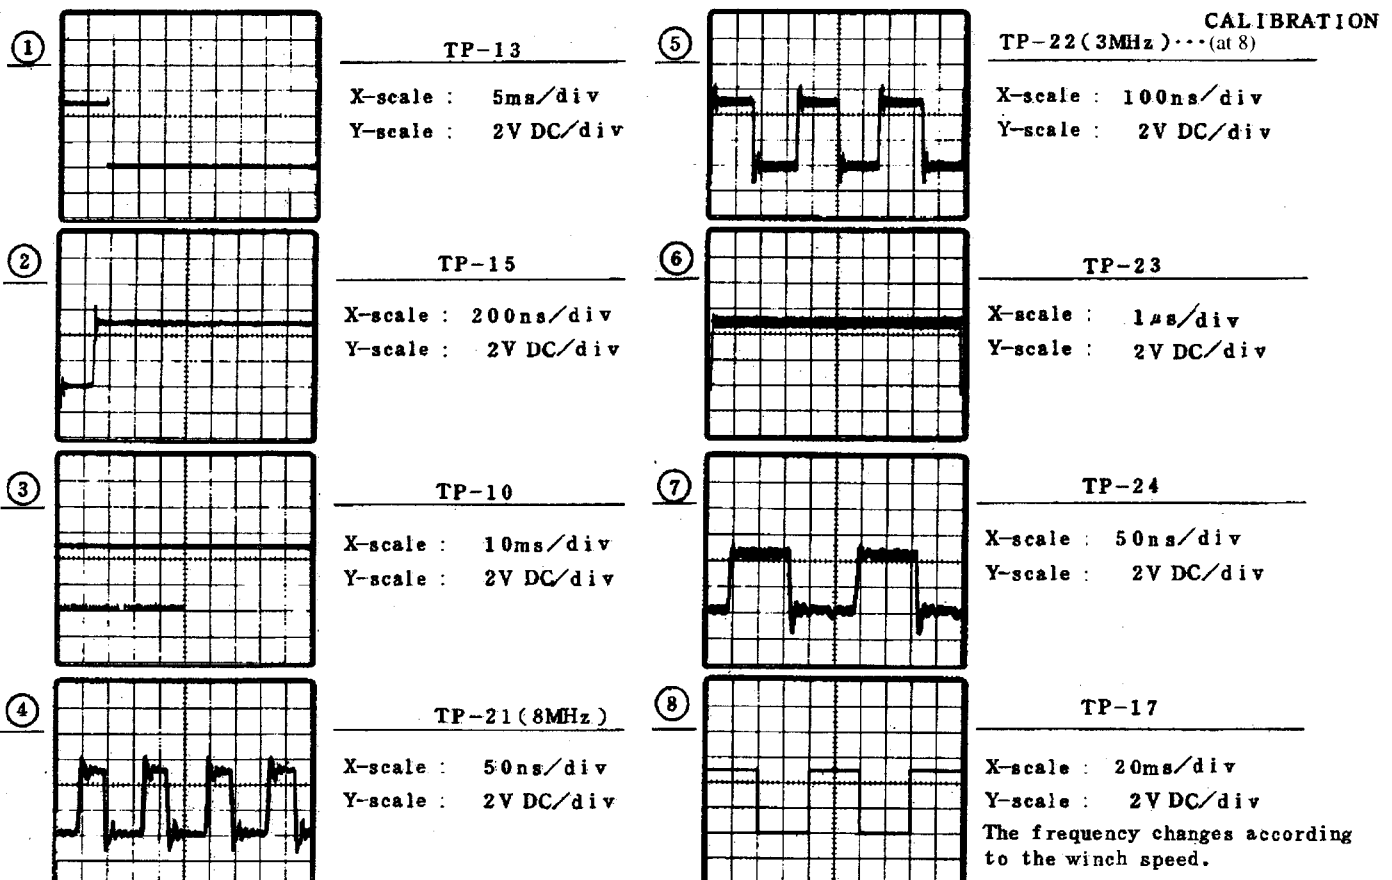 CALIBRATION
1
TP-13
X-scale : 5ms/div
Y-scale : 2V DC/div
2
TP-15
X-scale : 200ns/div
Y-scale : 2V DC/div
3
TP-10
X-scale : 10ms/div
Y-scale : 2V DC/div
4
TP-21(8MHz)
X-scale : 50ns/div
Y-scale : 2V DC/div
5
TP-22(3MHz)···(at 8)
X-scale : 100ns/div
Y-scale : 2V DC/div
6
TP-23
X-scale : 1μs/div
Y-scale : 2V DC/div
7
TP-24
X-scale : 50ns/div
Y-scale : 2V DC/div
8
TP-17
X-scale : 20ms/div
Y-scale : 2V DC/div
The frequency changes according
to the winch speed.